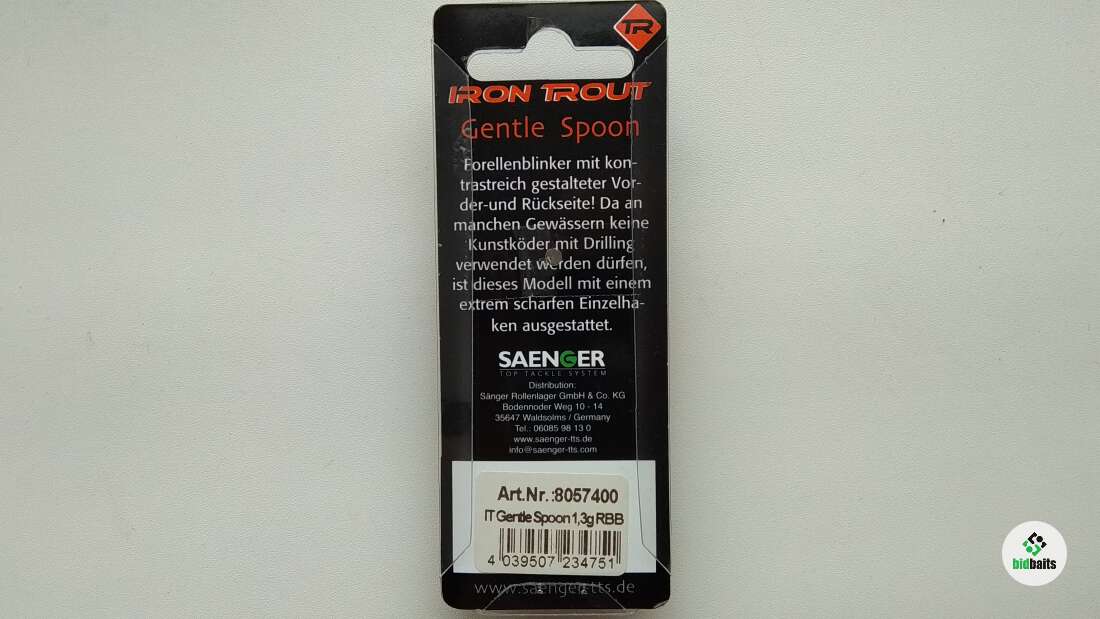 TR
IRON TROUT
Gentle Spoon
Forellenblinker mit kon-
trastreich gestalteter Vor-
der-und Rückseite! Da an
manchen Gewässern keine
Kunstköder mit Drilling
verwendet werden dürfen,
ist dieses Modell mit einem
extrem scharfen Einzelha-
ken ausgestattet.
SAENGER
TOP TACKLE SYSTEM
Distribution:
Sänger Rollenlager GmbH & Co. KG
Bodennoder Weg 10 - 14
35647 Waldsolms / Germany
Tel.: 06085 98 13 0
www.saenger-tts.de
info@saenger-tts.com
Art.Nr.:8057400
IT Gentle Spoon 1,3g RBB
4 039507 234751
www.saenger-tts.de
bidbaits